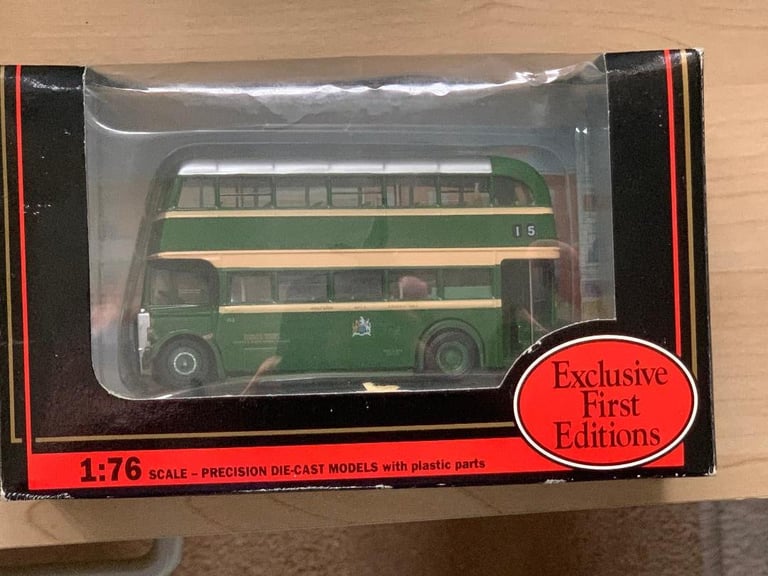 15
Exclusive
First
Editions
1:76 SCALE – PRECISION DIE-CAST MODELS with plastic parts